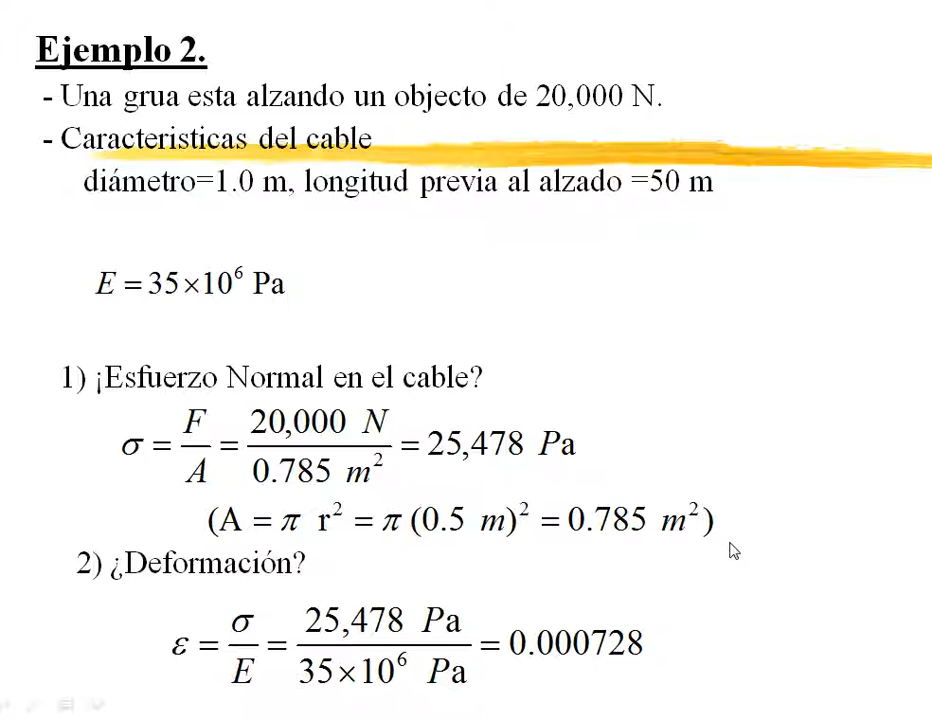 Ejemplo 2.
- Una grua esta alzando un objecto de 20,000 N.
- Caracteristicas del cable
diámetro=1.0 m, longitud previa al alzado =50 m
E = 35×10⁶ Pa
1) ¡Esfuerzo Normal en el cable?
σ = F/A = 20,000 N / 0.785 m² = 25,478 Pa
(A = π r² = π (0.5 m)² = 0.785 m²)
2) ¿Deformación?
ε = σ/E = 25,478 Pa / 35×10⁶ Pa = 0.000728